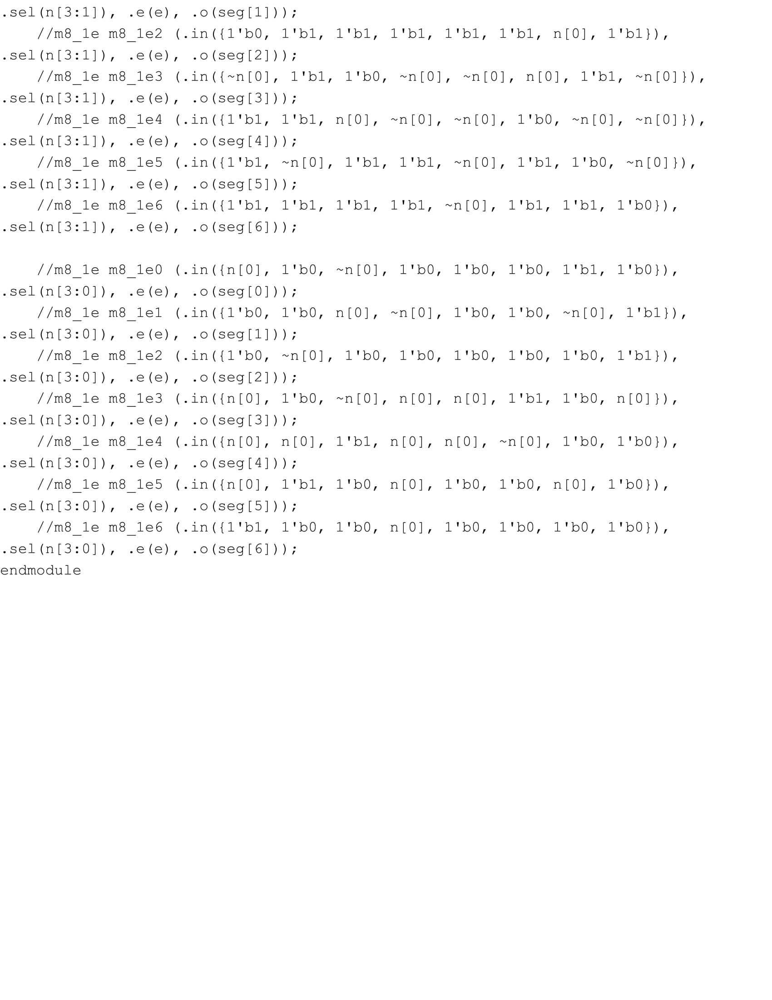 .sel(n[3:1]), .e(e), .o(seg[1]));
    //m8_1e m8_1e2 (.in({1'b0, 1'b1, 1'b1, 1'b1, 1'b1, 1'b1, n[0], 1'b1}),
.sel(n[3:1]), .e(e), .o(seg[2]));
    //m8_1e m8_1e3 (.in({~n[0], 1'b1, 1'b0, ~n[0], ~n[0], n[0], 1'b1, ~n[0]}),
.sel(n[3:1]), .e(e), .o(seg[3]));
    //m8_1e m8_1e4 (.in({1'b1, 1'b1, n[0], ~n[0], ~n[0], 1'b0, ~n[0], ~n[0]}),
.sel(n[3:1]), .e(e), .o(seg[4]));
    //m8_1e m8_1e5 (.in({1'b1, ~n[0], 1'b1, 1'b1, ~n[0], 1'b1, 1'b0, ~n[0]}),
.sel(n[3:1]), .e(e), .o(seg[5]));
    //m8_1e m8_1e6 (.in({1'b1, 1'b1, 1'b1, 1'b1, ~n[0], 1'b1, 1'b1, 1'b0}),
.sel(n[3:1]), .e(e), .o(seg[6]));

    //m8_1e m8_1e0 (.in({n[0], 1'b0, ~n[0], 1'b0, 1'b0, 1'b0, 1'b1, 1'b0}),
.sel(n[3:0]), .e(e), .o(seg[0]));
    //m8_1e m8_1e1 (.in({1'b0, 1'b0, n[0], ~n[0], 1'b0, 1'b0, ~n[0], 1'b1}),
.sel(n[3:0]), .e(e), .o(seg[1]));
    //m8_1e m8_1e2 (.in({1'b0, ~n[0], 1'b0, 1'b0, 1'b0, 1'b0, 1'b0, 1'b1}),
.sel(n[3:0]), .e(e), .o(seg[2]));
    //m8_1e m8_1e3 (.in({n[0], 1'b0, ~n[0], n[0], n[0], 1'b1, 1'b0, n[0]}),
.sel(n[3:0]), .e(e), .o(seg[3]));
    //m8_1e m8_1e4 (.in({n[0], n[0], 1'b1, n[0], n[0], ~n[0], 1'b0, 1'b0}),
.sel(n[3:0]), .e(e), .o(seg[4]));
    //m8_1e m8_1e5 (.in({n[0], 1'b1, 1'b0, n[0], 1'b0, 1'b0, n[0], 1'b0}),
.sel(n[3:0]), .e(e), .o(seg[5]));
    //m8_1e m8_1e6 (.in({1'b1, 1'b0, 1'b0, n[0], 1'b0, 1'b0, 1'b0, 1'b0}),
.sel(n[3:0]), .e(e), .o(seg[6]));
endmodule